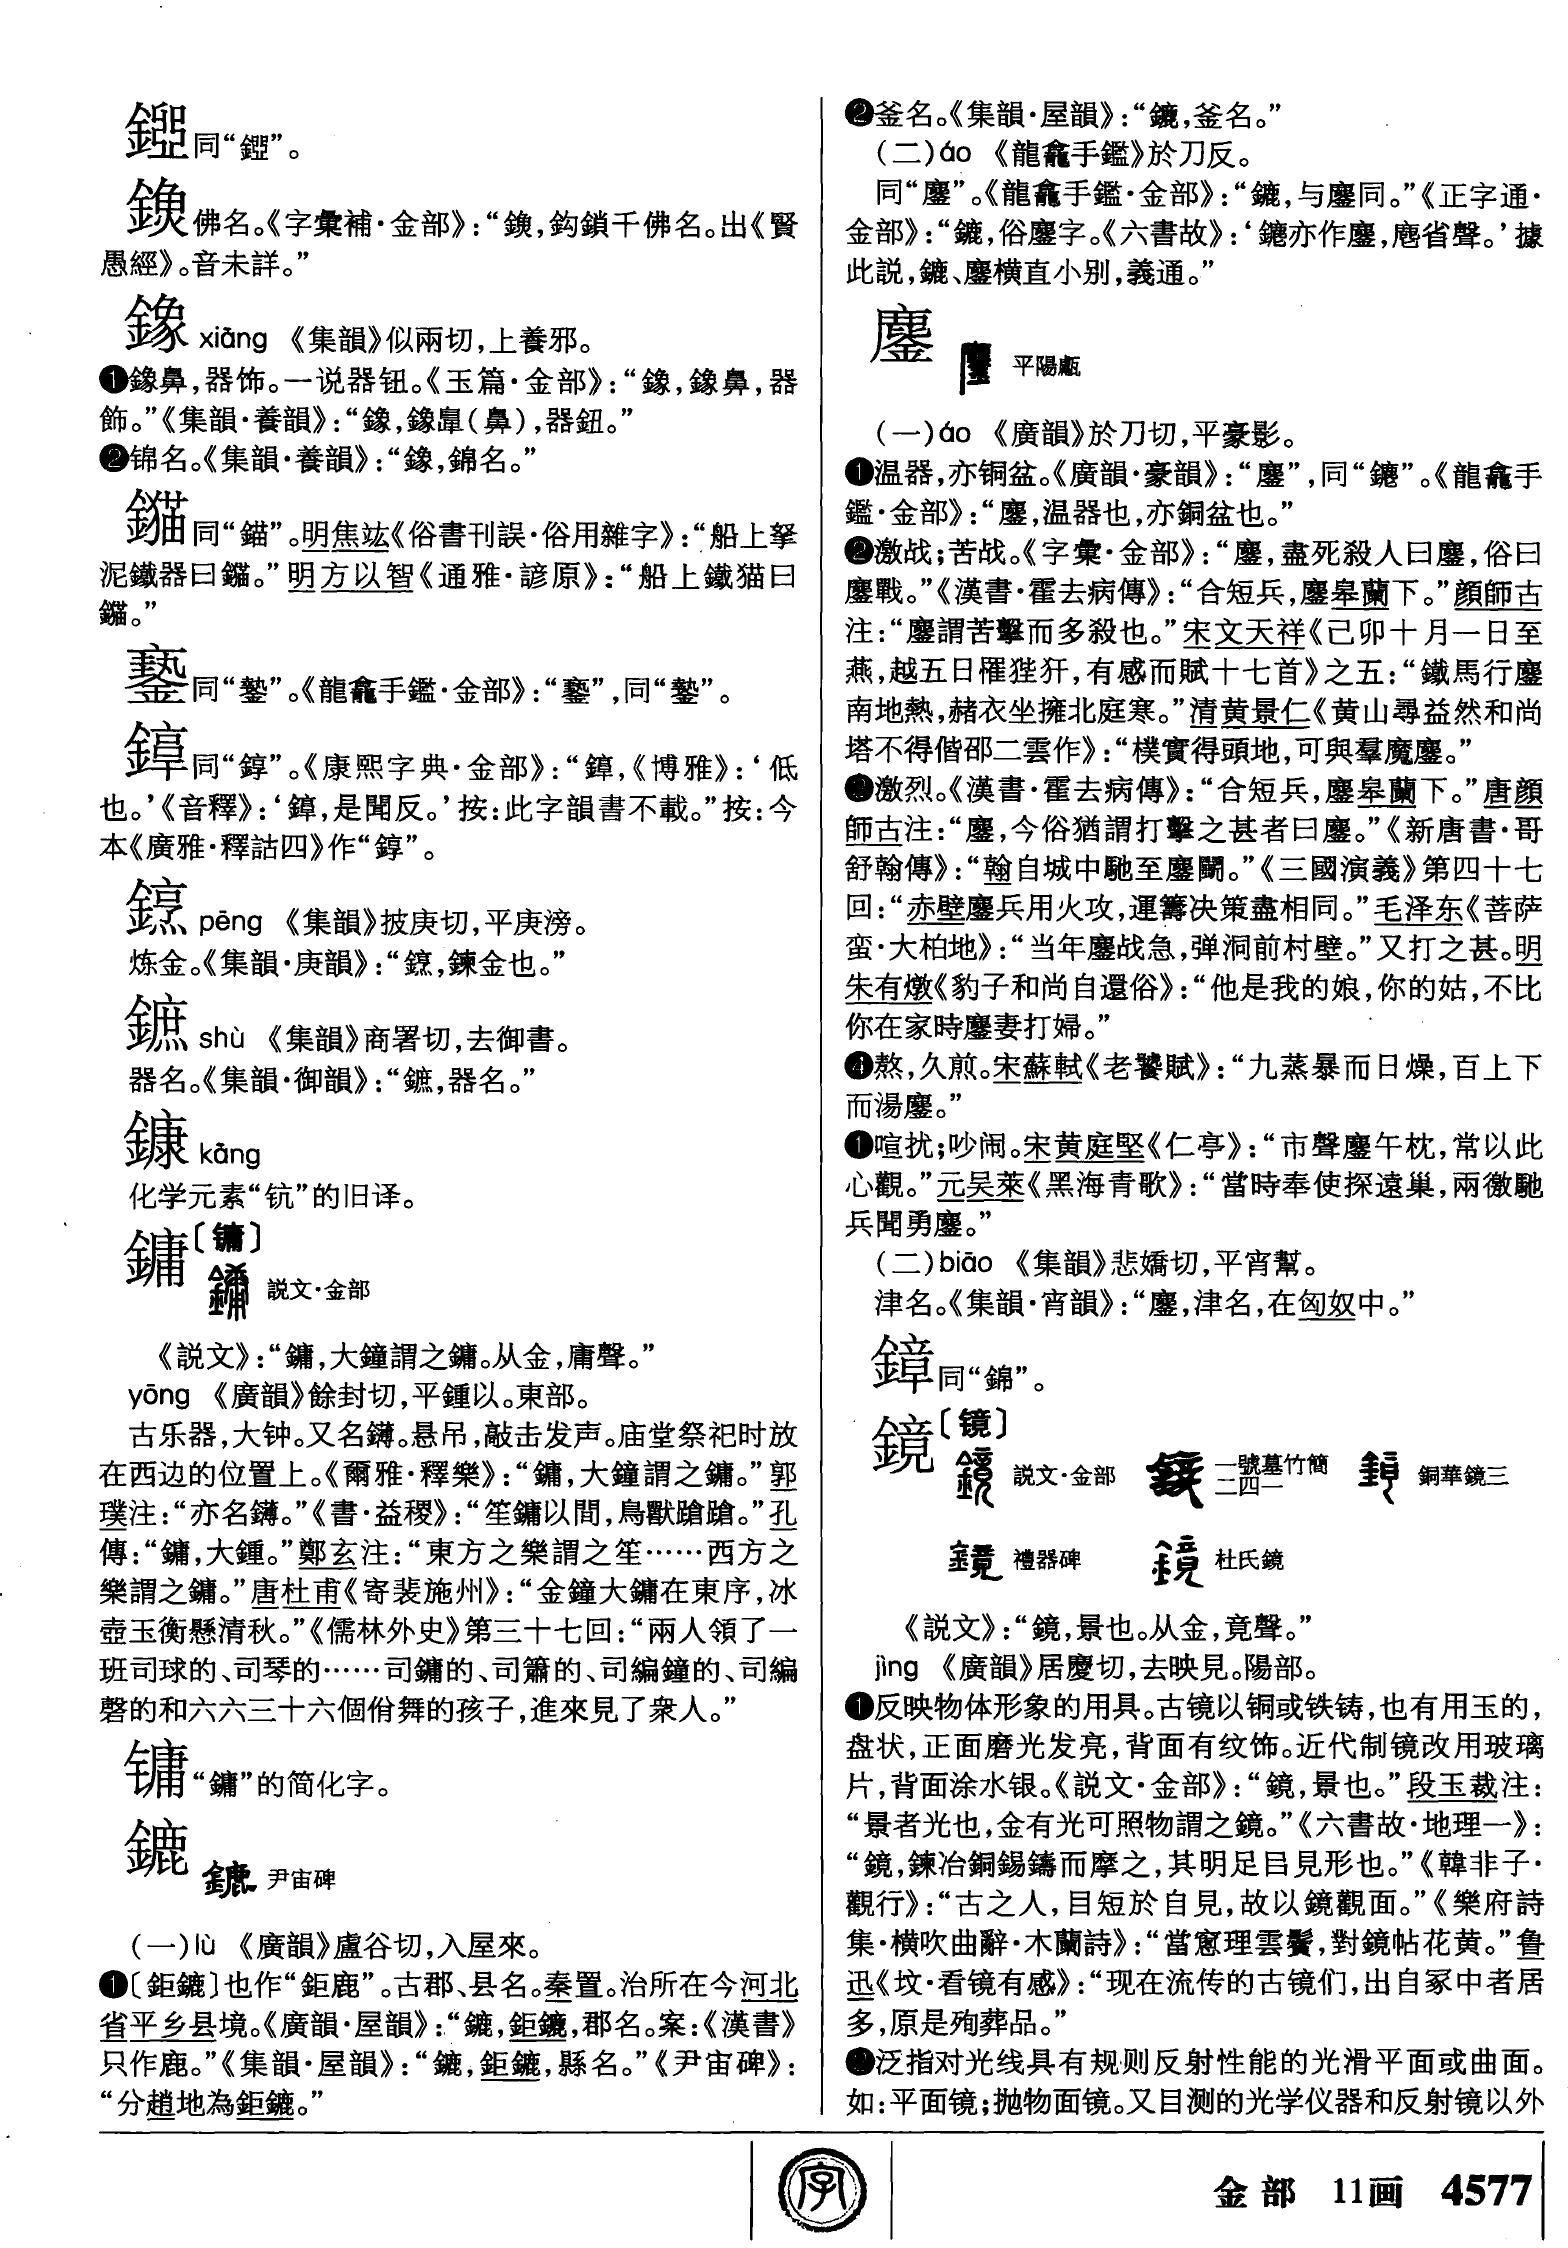 同“鏗”。
佛名。《字彙補·金部》：“鐭，鈎鎖千佛名。出《賢
愚經》。音未詳。”
鐌 xiàng 《集韻》似兩切，上養邪。
❶鐌鼻，器饰。一说器钮。《玉篇·金部》：“鐌，鐌鼻，器
飾。”《集韻·養韻》：“鐌，鐌鼻（鼻），器鈕。”
❷锦名。《集韻·養韻》：“鐌，錦名。”
同“錨”。明焦竑《俗書刊誤·俗用雜字》：“船上拏
泥鐵器曰錨。”明方以智《通雅·諺原》：“船上鐵猫曰
同“鏊”。《龍龕手鑑·金部》：同“鏊”。
同“錞”。《康熙字典·金部》：《博雅》：‘低
也。’《音釋》：是聞反。’按：此字韻書不載。”按：今
本《廣雅·釋詁四》作“錞”。
pēng 《集韻》披庚切，平庚滂。
炼金。《集韻·庚韻》：鍊金也。”
shù 《集韻》商署切，去御書。
器名。《集韻·御韻》：器名。”
鏮 kāng
化学元素“钪”的旧译。
鏞〔镛〕
説文·金部
《説文》：“鏞，大鐘謂之鏞。从金，庸聲。”
yōng 《廣韻》餘封切，平鍾以。東部。
古乐器，大钟。又名鎛。悬吊，敲击发声。庙堂祭祀时放
在西边的位置上。《爾雅·釋樂》：“鏞，大鐘謂之鏞。”郭
璞注：“亦名鎛。”《書·益稷》：“笙鏞以間，鳥獸蹌蹌。”孔
傳：“鏞，大鍾。”鄭玄注：“東方之樂謂之笙……西方之
樂謂之鏞。”唐杜甫《寄裴施州》：“金鐘大鏞在東序，冰
壺玉衡懸清秋。”《儒林外史》第三十七回：“兩人領了一
班司球的、司琴的……司鏞的、司簫的、司編鐘的、司編
磬的和六六三十六個佾舞的孩子，進來見了衆人。”
镛“鏞”的简化字。
鏕
尹宙碑
（一）lù 《廣韻》盧谷切，入屋來。
❶〔鉅鏕〕也作“鉅鹿”。古郡、县名。秦置。治所在今河北
省平乡县境。《廣韻·屋韻》：“鏕，鉅鏕，郡名。案：《漢書》
只作鹿。”《集韻·屋韻》：“鏕，鉅鏕，縣名。”《尹宙碑》：
“分趙地為鉅鏕。”
❷釜名。《集韻·屋韻》：“鏕，釜名。”
（二）áo 《龍龕手鑑》於刀反。
同“鏖”。《龍龕手鑑·金部》：“鏕，与鏖同。”《正字通·
金部》：“鏕，俗鏖字。《六書故》：‘鑣亦作鏖，麃省聲。’據
此説，鏕、鏖横直小别，義通。”
鏖
平陽甗
（一）áo 《廣韻》於刀切，平豪影。
❶温器，亦铜盆。《廣韻·豪韻》：“鏖”，同“鑣”。《龍龕手
鑑·金部》：“鏖，温器也，亦銅盆也。”
❷激战；苦战。《字彙·金部》：“鏖，盡死殺人曰鏖，俗曰
鏖戰。”《漢書·霍去病傳》：“合短兵，鏖皋蘭下。”顔師古
注：“鏖謂苦擊而多殺也。”宋文天祥《己卯十月一日至
燕，越五日罹狴犴，有感而賦十七首》之五：“鐵馬行鏖
南地熱，赭衣坐擁北庭寒。”清黄景仁《黄山尋益然和尚
塔不得偕邵二雲作》：“樸實得頭地，可與羣魔鏖。”
❸激烈。《漢書·霍去病傳》：“合短兵，鏖皋蘭下。”唐顔
師古注：“鏖，今俗猶謂打擊之甚者曰鏖。”《新唐書·哥
舒翰傳》：“翰自城中馳至鏖鬭。”《三國演義》第四十七
回：“赤壁鏖兵用火攻，運籌决策盡相同。”毛泽东《菩萨
蛮·大柏地》：“当年鏖战急，弹洞前村壁。”又打之甚。明
朱有燉《豹子和尚自還俗》：“他是我的娘，你的姑，不比
你在家時鏖妻打婦。”
❹熬，久煎。宋蘇軾《老饕賦》：“九蒸暴而日燥，百上下
而湯鏖。”
❶喧扰；吵闹。宋黄庭堅《仁亭》：“市聲鏖午枕，常以此
心觀。”元吴萊《黑海青歌》：“當時奉使探遠巢，兩徼馳
兵聞勇鏖。”
（二）biāo 《集韻》悲嬌切，平宵幫。
津名。《集韻·宵韻》：“鏖，津名，在匈奴中。”
鏱同“錦”。
鏡〔镜〕
説文·金部 一號墓竹簡二四一 銅華鏡三
禮器碑 杜氏鏡
《説文》：“鏡，景也。从金，竟聲。”
jìng 《廣韻》居慶切，去映見。陽部。
❶反映物体形象的用具。古镜以铜或铁铸，也有用玉的，
盘状，正面磨光发亮，背面有纹饰。近代制镜改用玻璃
片，背面涂水银。《説文·金部》：“鏡，景也。”段玉裁注：
“景者光也，金有光可照物謂之鏡。”《六書故·地理一》：
“鏡，鍊冶銅錫鑄而摩之，其明足㠯見形也。”《韓非子·
觀行》：“古之人，目短於自見，故以鏡觀面。”《樂府詩
集·横吹曲辭·木蘭詩》：“當窻理雲鬢，對鏡帖花黄。”鲁
迅《坟·看镜有感》：“现在流传的古镜们，出自冢中者居
多，原是殉葬品。”
❷泛指对光线具有规则反射性能的光滑平面或曲面。
如：平面镜；抛物面镜。又目测的光学仪器和反射镜以外
字
金部 11画 4577